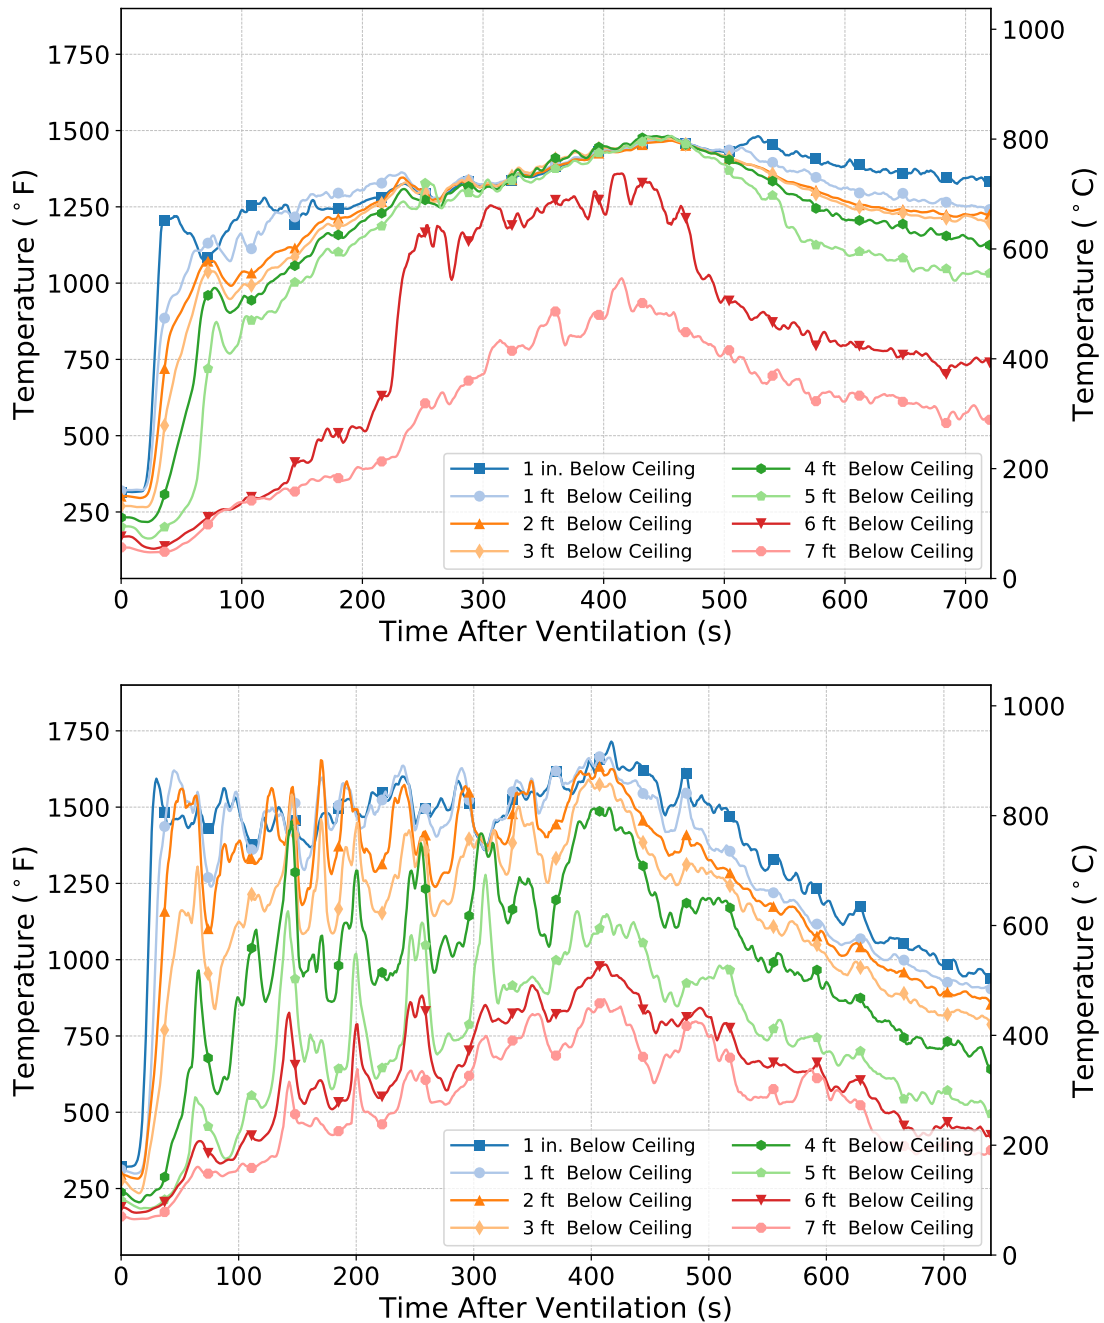 1750
1500
1250
1000
750
500
250
Temperature (°F)
1000
800
600
400
200
0
Temperature (°C)
1 in. Below Ceiling
1 ft  Below Ceiling
2 ft  Below Ceiling
3 ft  Below Ceiling
4 ft  Below Ceiling
5 ft  Below Ceiling
6 ft  Below Ceiling
7 ft  Below Ceiling
0 100 200 300 400 500 600 700
Time After Ventilation (s)
1750
1500
1250
1000
750
500
250
Temperature (°F)
1000
800
600
400
200
0
Temperature (°C)
1 in. Below Ceiling
1 ft  Below Ceiling
2 ft  Below Ceiling
3 ft  Below Ceiling
4 ft  Below Ceiling
5 ft  Below Ceiling
6 ft  Below Ceiling
7 ft  Below Ceiling
0 100 200 300 400 500 600 700
Time After Ventilation (s)